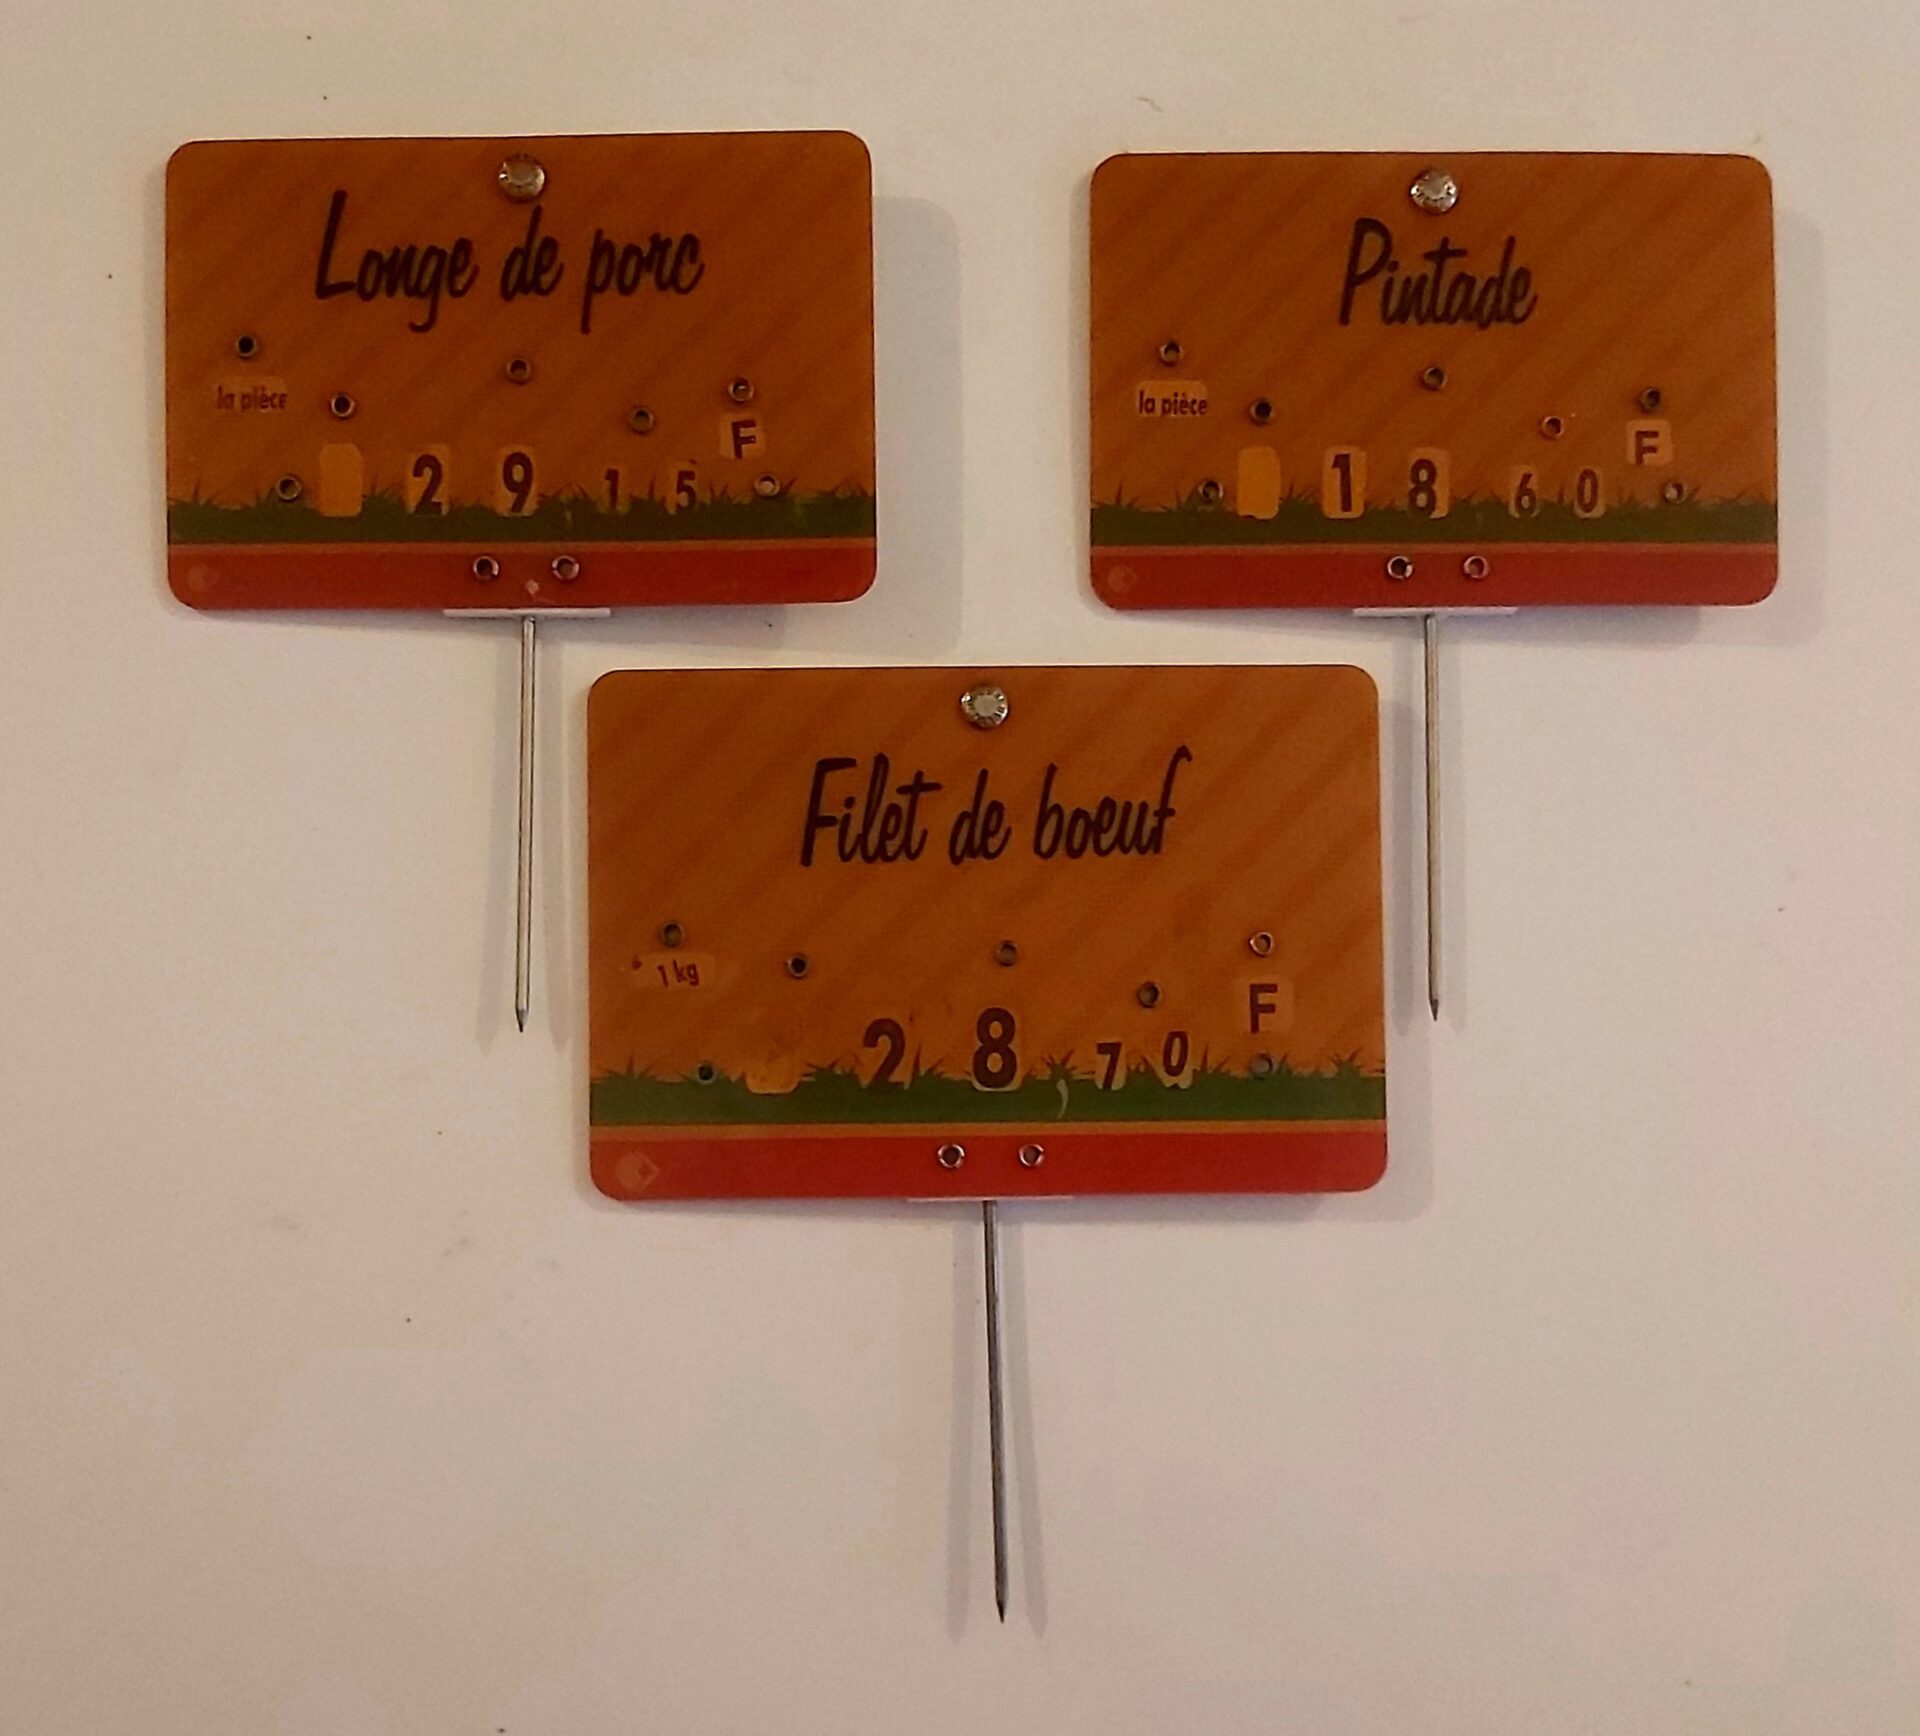 Longe de porc
la pièce
F
29,15
Pintade
la pièce
F
18,60
Filet de boeuf
1 kg
F
28,70